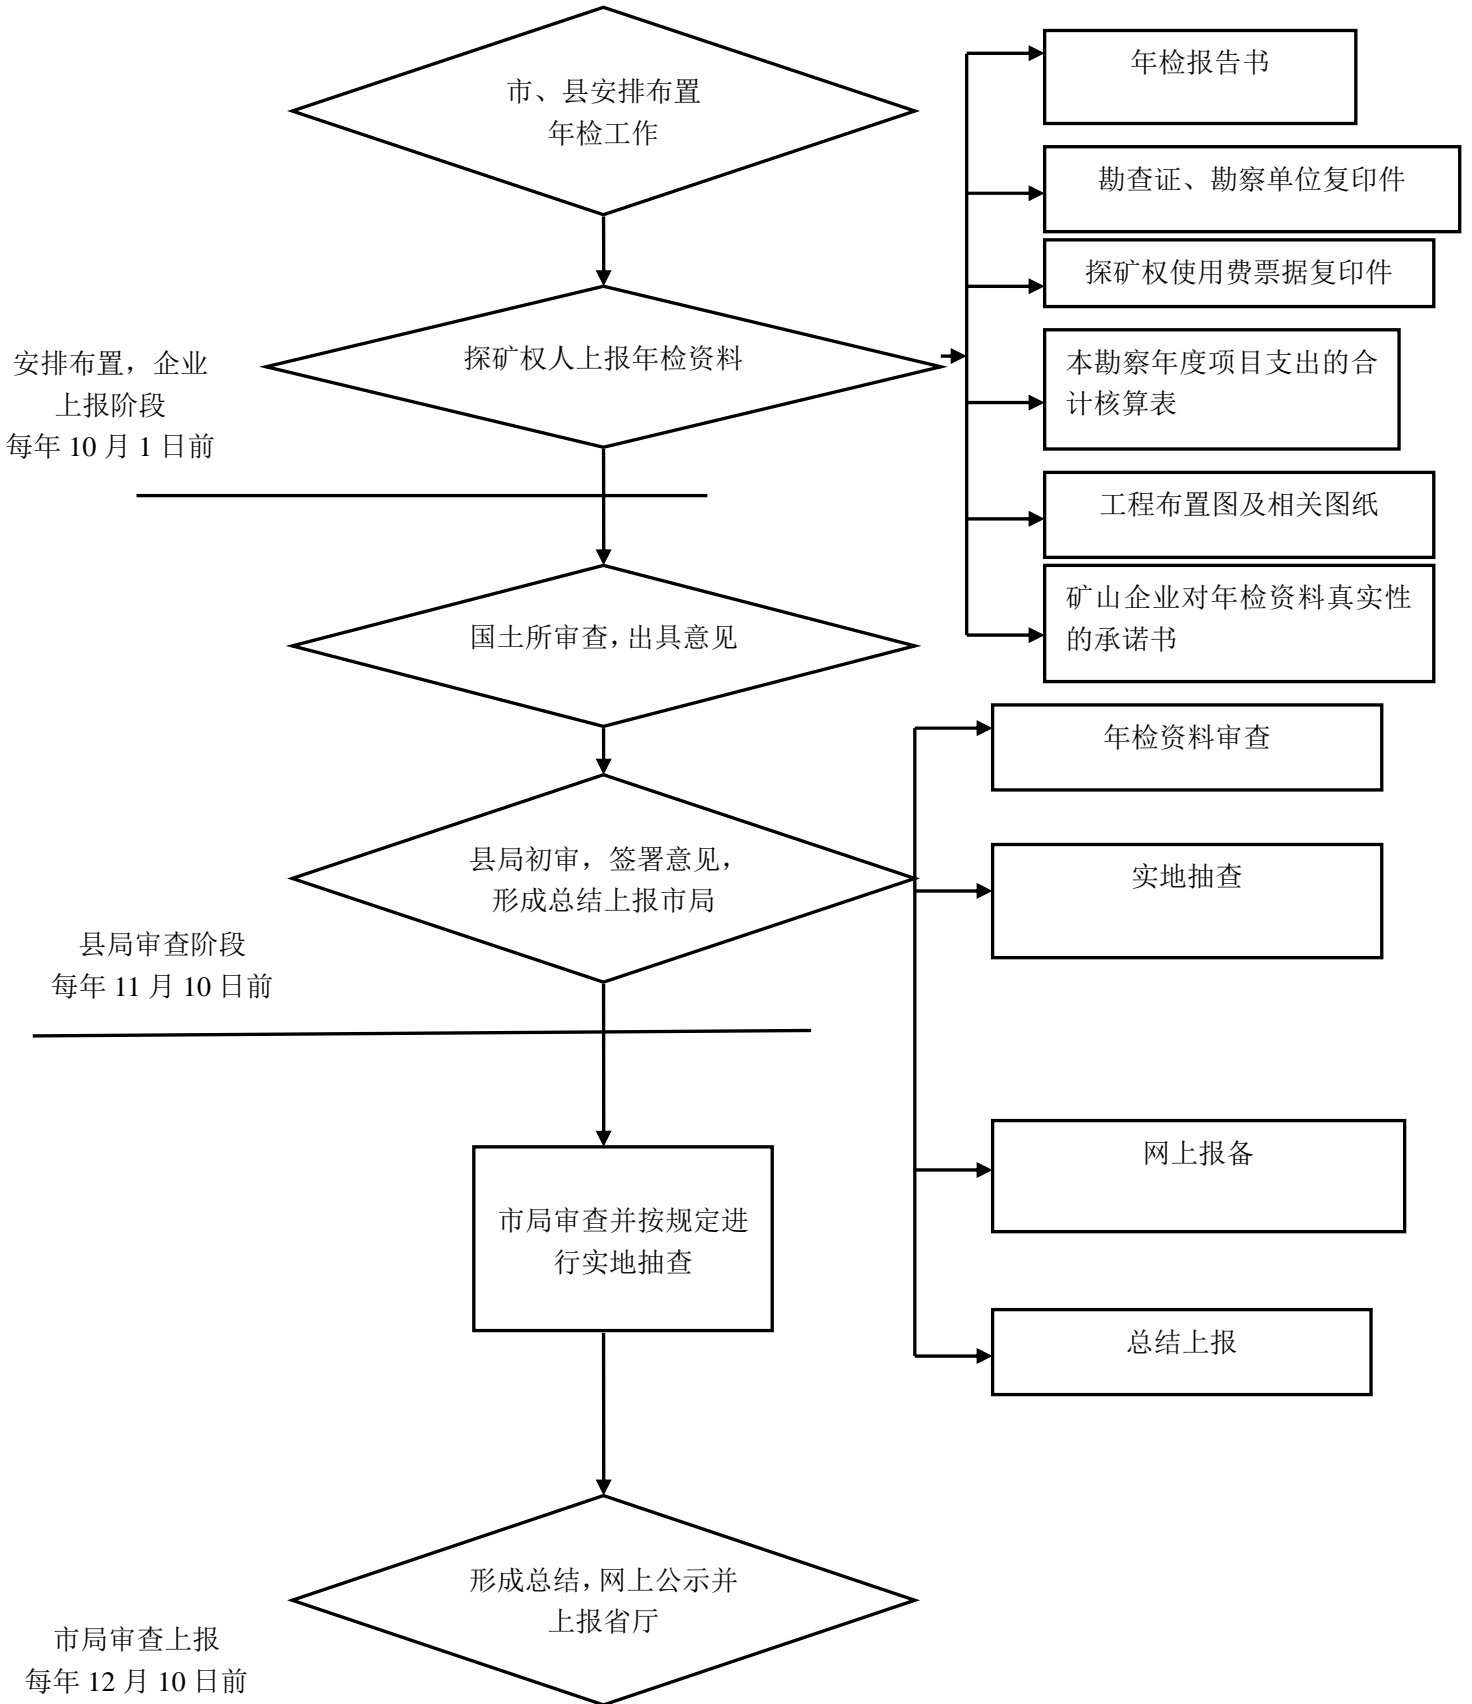 市、县安排布置
年检工作
年检报告书
勘查证、勘察单位复印件
探矿权使用费票据复印件
探矿权人上报年检资料
安排布置，企业
上报阶段
每年 10 月 1 日前
本勘察年度项目支出的合
计核算表
工程布置图及相关图纸
矿山企业对年检资料真实性
的承诺书
国土所审查，出具意见
年检资料审查
县局初审，签署意见，
形成总结上报市局
实地抽查
县局审查阶段
每年 11 月 10 日前
网上报备
市局审查并按规定进
行实地抽查
总结上报
形成总结，网上公示并
上报省厅
市局审查上报
每年 12 月 10 日前